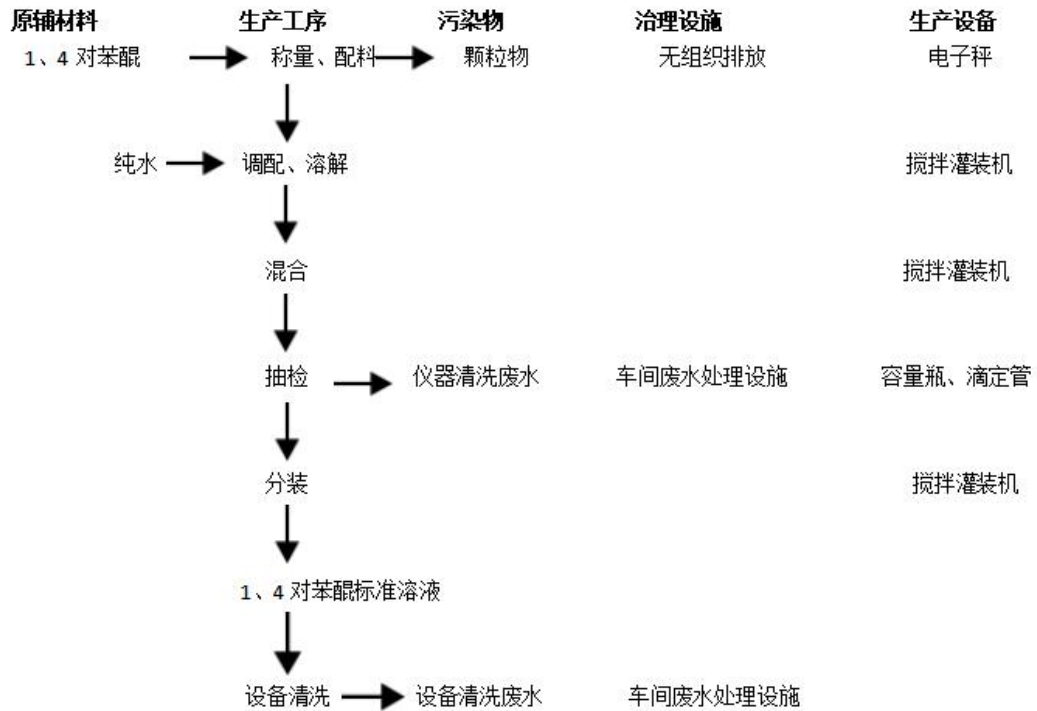 原辅材料 生产工序 污染物 治理设施 生产设备
1、4 对苯醌 称量、配料 颗粒物 无组织排放 电子秤
纯水 调配、溶解 搅拌灌装机
混合 搅拌灌装机
抽检 仪器清洗废水 车间废水处理设施 容量瓶、滴定管
分装 搅拌灌装机
1、4 对苯醌标准溶液
设备清洗 设备清洗废水 车间废水处理设施